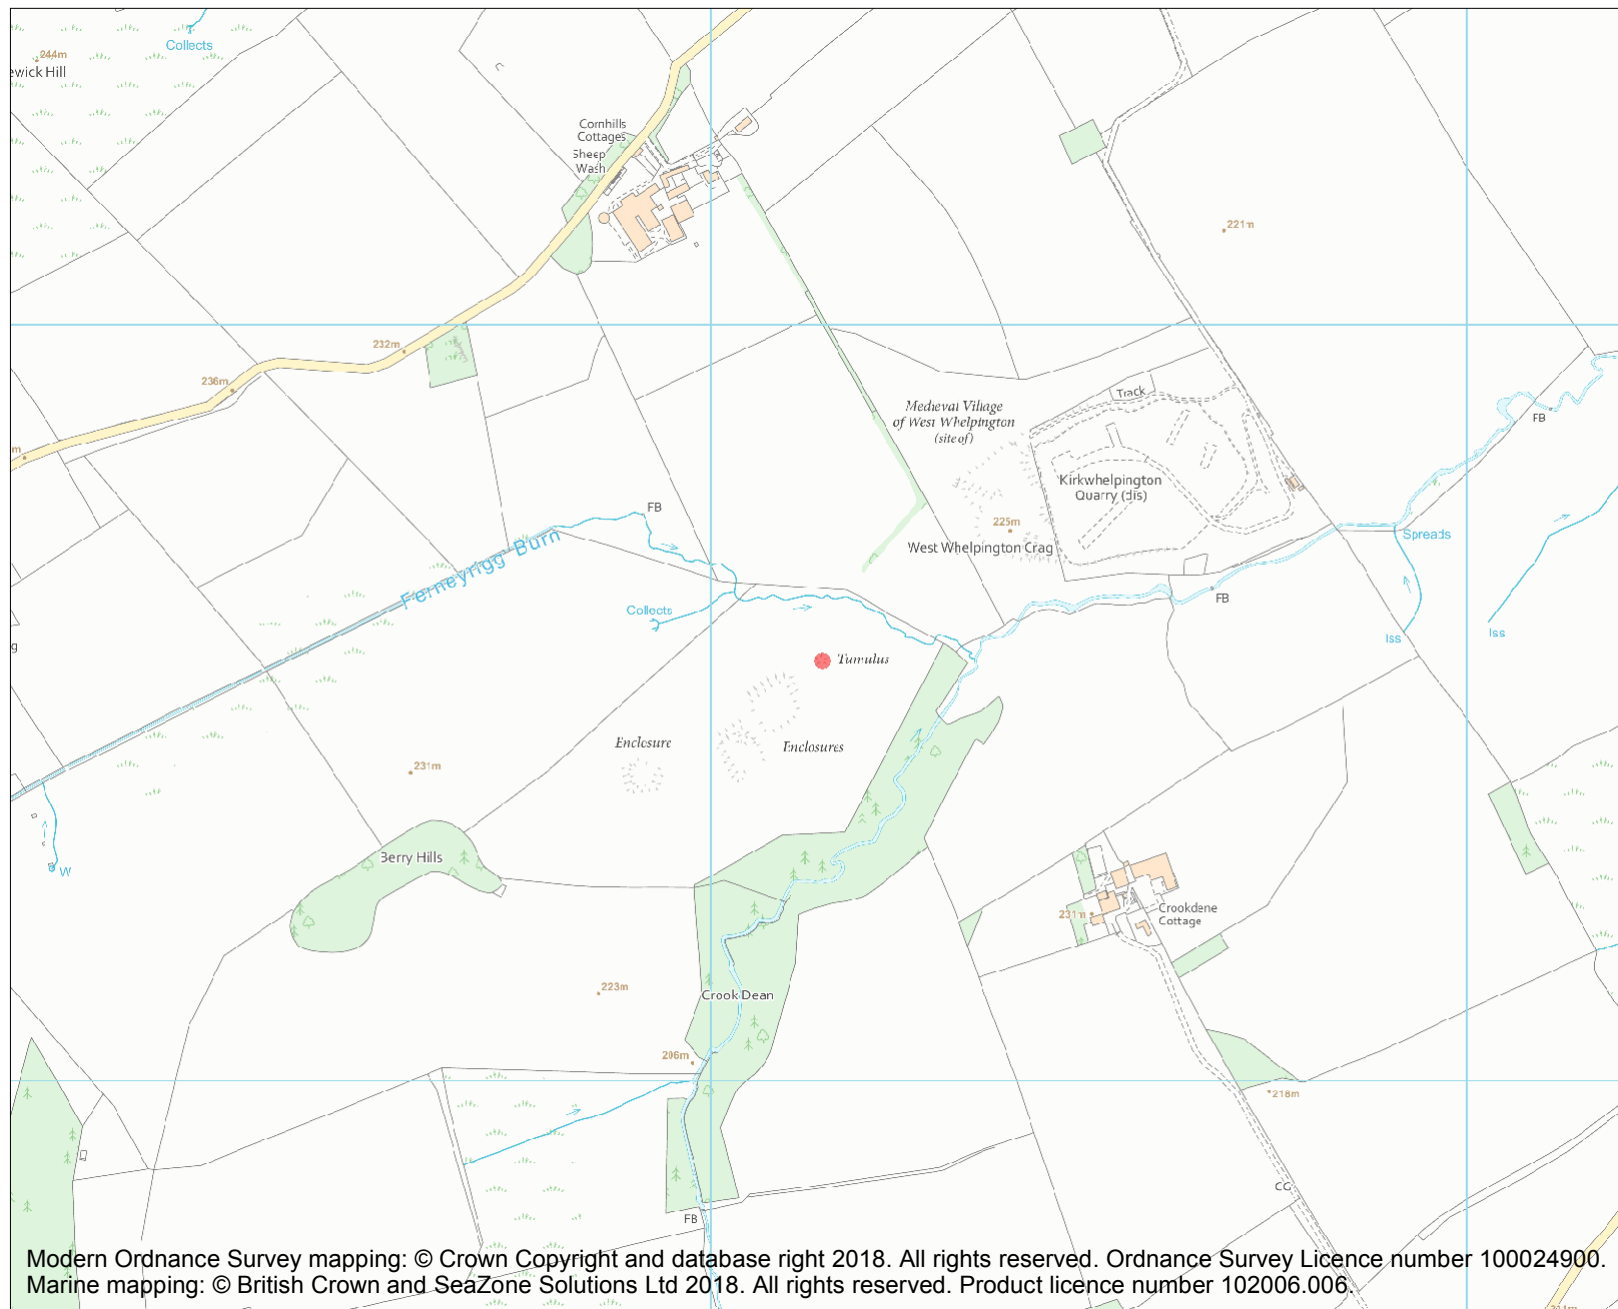 Collects
244m
ewick Hill
Cornhills
Cottages
Sheep
Wash
221m
232m
236m
m
Track
Medieval Village
of West Whelpington
(site of)
FB
Kirkwhelpington
Quarry (dis)
FB
225m
West Whelpington Crag
Spreads
Ferneyrigg Burn
Collects
FB
Iss
Iss
g
Tumulus
Enclosure
Enclosures
231m
Berry Hills
W
231m
Crookdene
Cottage
223m
Crook Dean
206m
218m
CG
FB
Modern Ordnance Survey mapping: © Crown Copyright and database right 2018. All rights reserved. Ordnance Survey Licence number 100024900.
Marine mapping: © British Crown and SeaZone Solutions Ltd 2018. All rights reserved. Product licence number 102006.006.